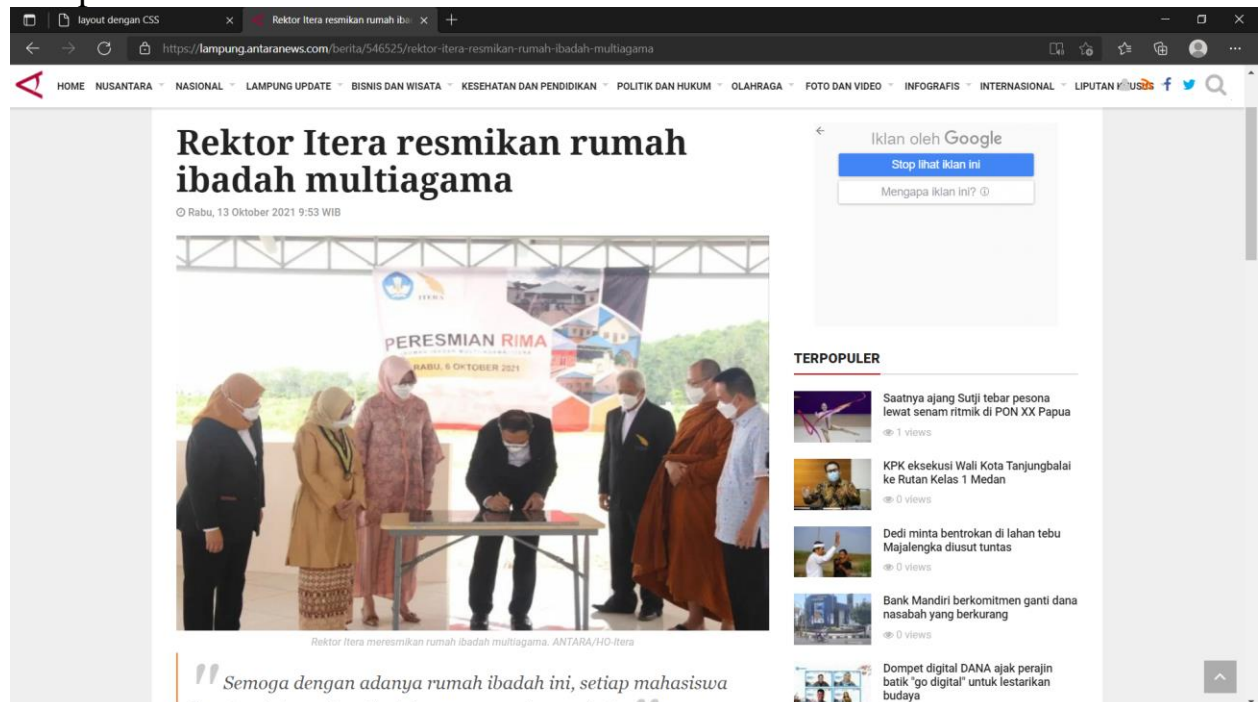 layout dengan CSS
Rektor Itera resmikan rumah iba
https://lampung.antaranews.com/berita/546525/rektor-itera-resmikan-rumah-ibadah-multiagama
HOME NUSANTARA NASIONAL LAMPUNG UPDATE BISNIS DAN WISATA KESEHATAN DAN PENDIDIKAN POLITIK DAN HUKUM OLAHRAGA FOTO DAN VIDEO INFOGRAFIS INTERNASIONAL LIPUTAN
Rektor Itera resmikan rumah
ibadah multiagama
Rabu, 13 Oktober 2021 9:53 WIB
ITERA
PERESMIAN RIMA
RABU, 6 OKTOBER 2021
Rektor Itera meresmikan rumah ibadah multiagama. ANTARA/HO-Itera
" Semoga dengan adanya rumah ibadah ini, setiap mahasiswa
Iklan oleh Google
Stop lihat iklan ini
Mengapa iklan ini?
TERPOPULER
Saatnya ajang Sutji tebar pesona
lewat senam ritmik di PON XX Papua
1 views
KPK eksekusi Wali Kota Tanjungbalai
ke Rutan Kelas 1 Medan
0 views
Dedi minta bentrokan di lahan tebu
Majalengka diusut tuntas
0 views
Bank Mandiri berkomitmen ganti dana
nasabah yang berkurang
0 views
Dompet digital DANA ajak perajin
batik "go digital" untuk lestarikan
budaya